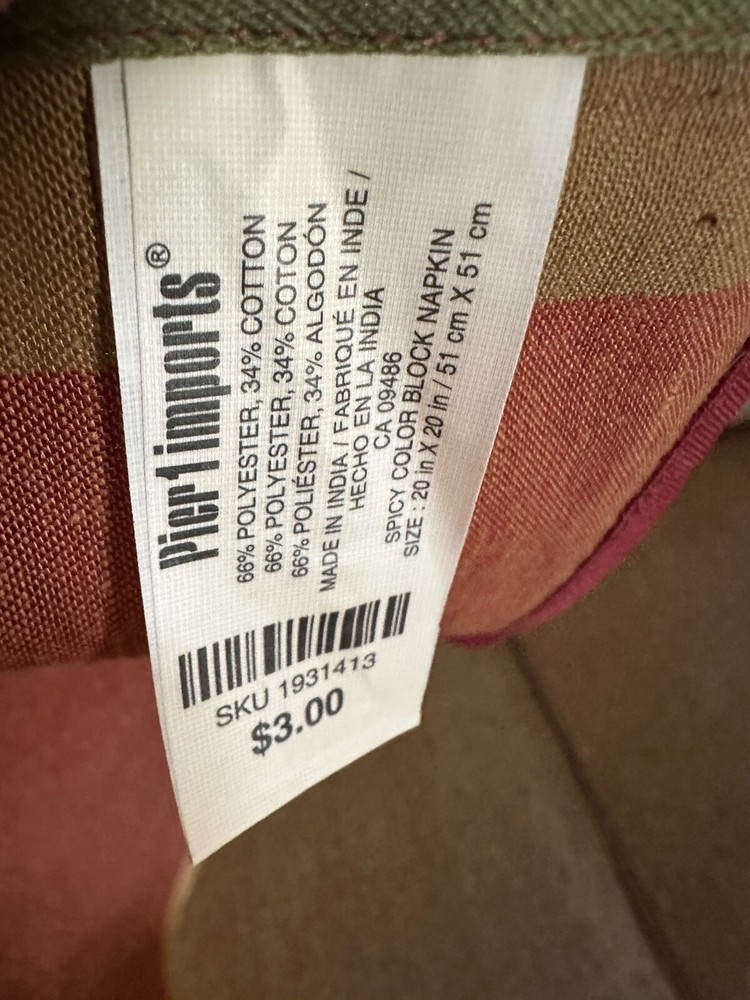 Pier1imports®
66% POLYESTER, 34% COTTON
66% POLYESTER, 34% COTON
66% POLIÉSTER, 34% ALGODÓN
MADE IN INDIA / FABRIQUÉ EN INDE /
HECHO EN LA INDIA
CA 09486
SPICY COLOR BLOCK NAPKIN
SIZE : 20 in X 20 in / 51 cm X 51 cm
SKU 1931413
$3.00